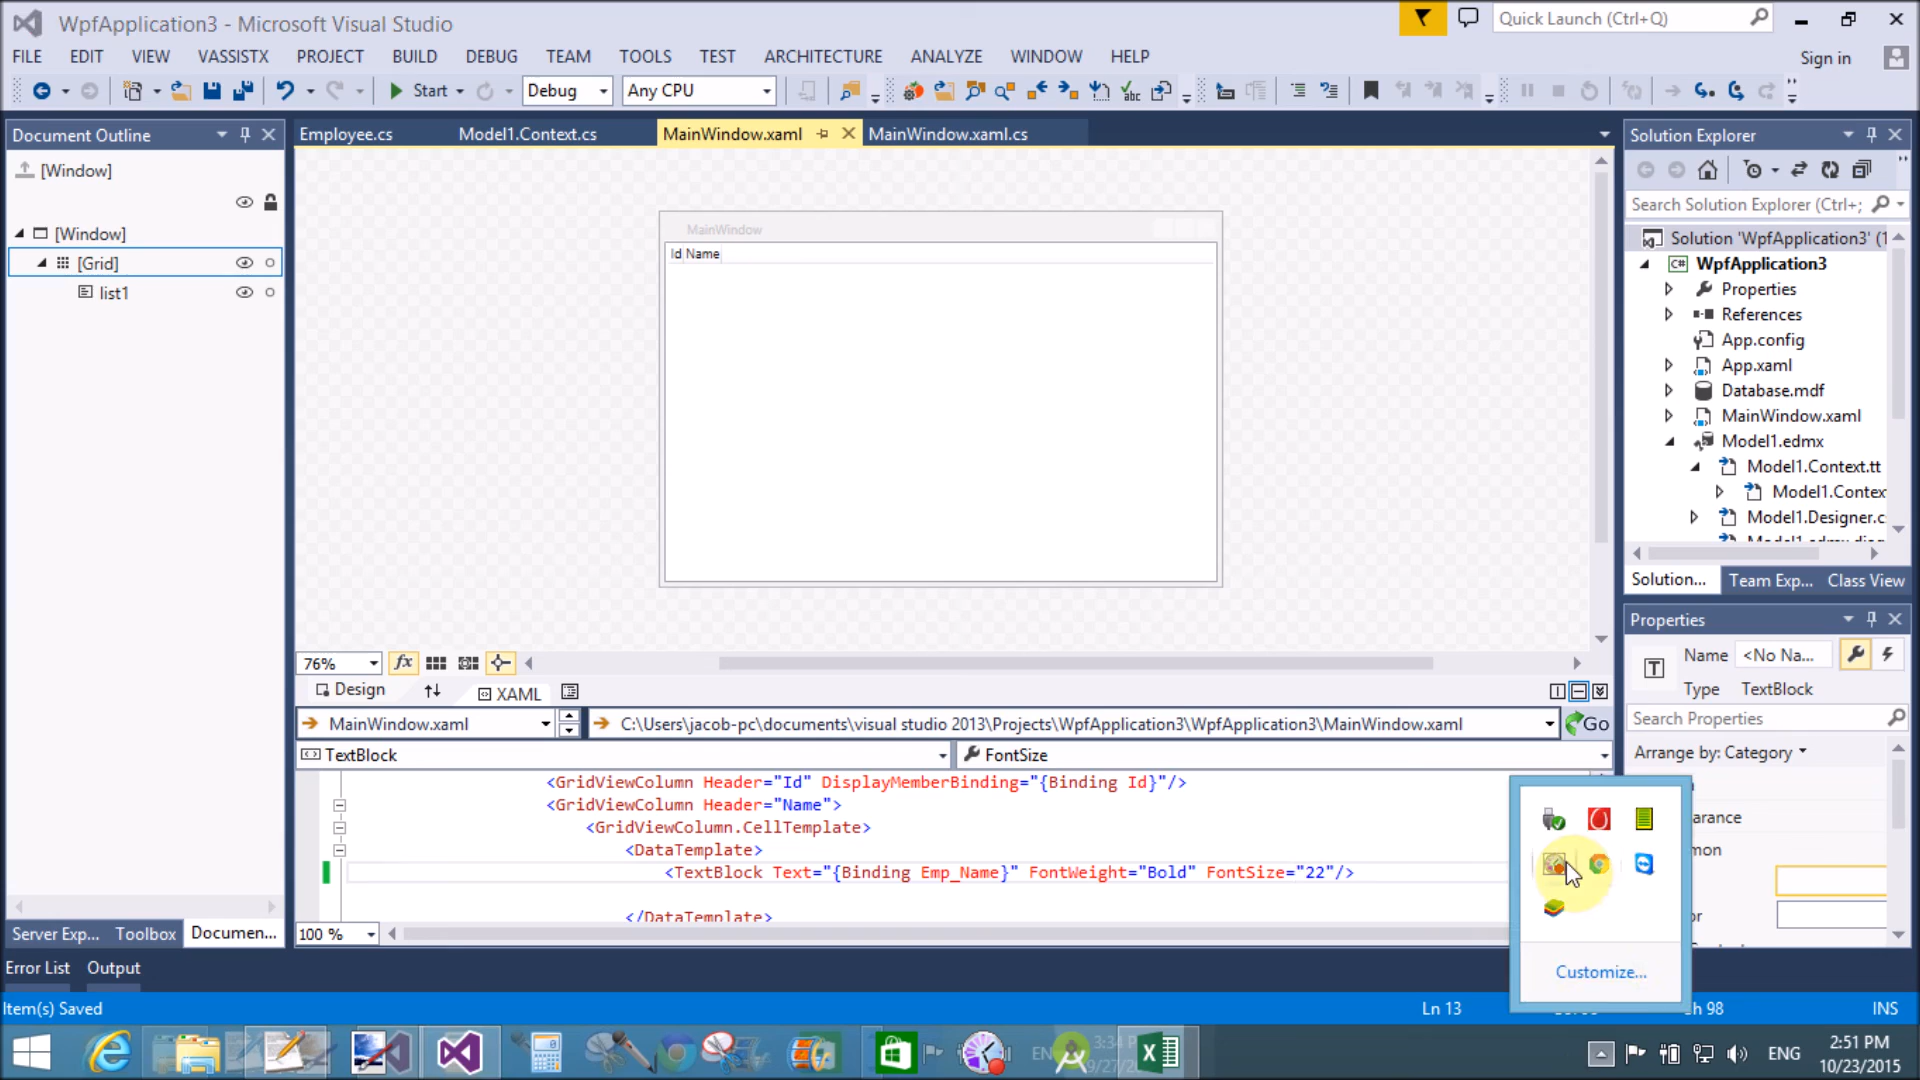 WpfApplication3 - Microsoft Visual Studio
Quick Launch (Ctrl+Q)
FILE EDIT VIEW VASSISTX PROJECT BUILD DEBUG TEAM TOOLS TEST ARCHITECTURE ANALYZE WINDOW HELP
Sign in
Start Debug Any CPU
Document Outline
Employee.cs Model1.Context.cs MainWindow.xaml MainWindow.xaml.cs
Solution Explorer
[Window]
Search Solution Explorer (Ctrl+;
[Window]
[Grid]
list1
MainWindow
Id Name
Solution 'WpfApplication3' (1
WpfApplication3
Properties
References
App.config
App.xaml
Database.mdf
MainWindow.xaml
Model1.edmx
Model1.Context.tt
Model1.Contex
Model1.Designer.c
Solution... Team Exp... Class View
Properties
Name <No Na...
Type TextBlock
Search Properties
Arrange by: Category
arance
mon
or
76%
Design XAML
MainWindow.xaml C:\Users\jacob-pc\documents\visual studio 2013\Projects\WpfApplication3\WpfApplication3\MainWindow.xaml Go
TextBlock FontSize
<GridViewColumn Header="Id" DisplayMemberBinding="{Binding Id}"/>
<GridViewColumn Header="Name">
<GridViewColumn.CellTemplate>
<DataTemplate>
<TextBlock Text="{Binding Emp_Name}" FontWeight="Bold" FontSize="22"/>
</DataTemplate>
100 %
Server Exp... Toolbox Documen...
Error List Output
Customize...
Item(s) Saved
Ln 13
Ch 98
INS
ENG
2:51 PM
10/23/2015